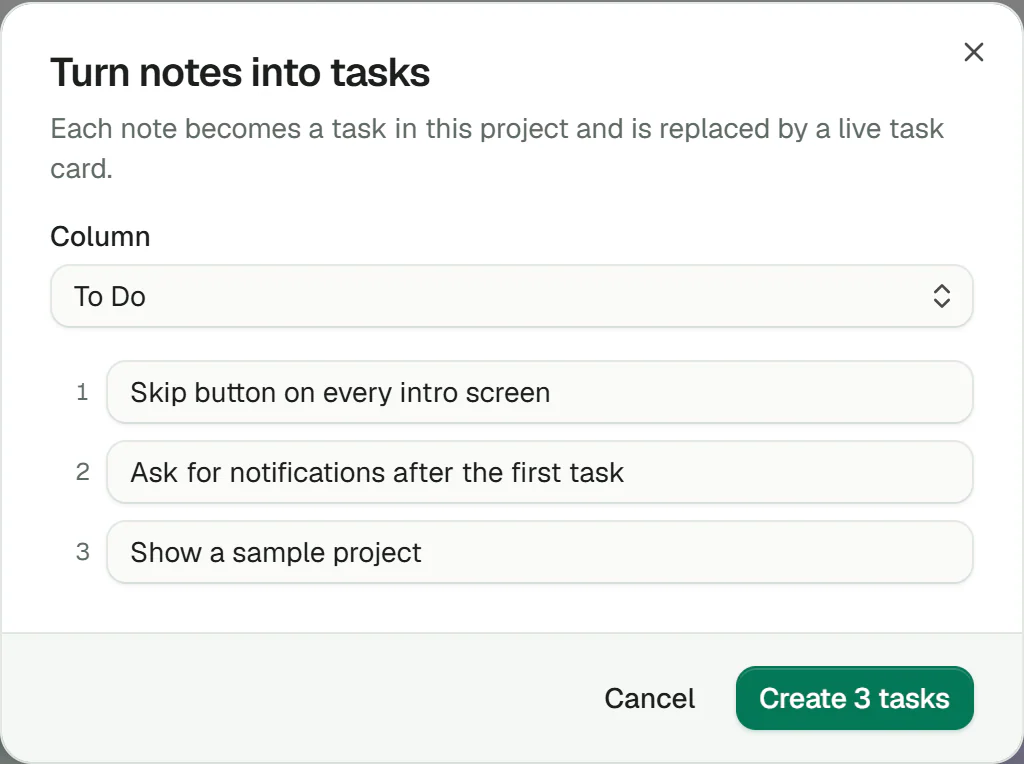 Turn notes into tasks
Each note becomes a task in this project and is replaced by a live task
card.
Column
To Do
1 Skip button on every intro screen
2 Ask for notifications after the first task
3 Show a sample project
Cancel Create 3 tasks